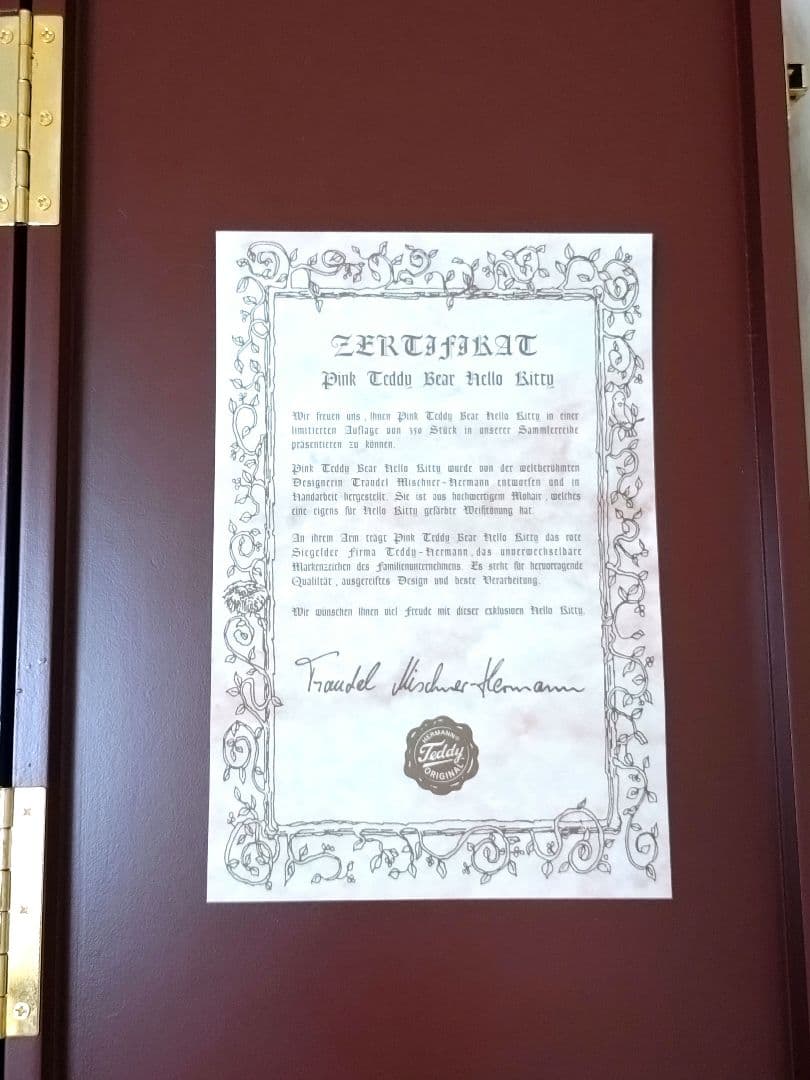 ZERTIFIKAT
Pink Teddy Bear Hello Kitty
Wir freuen uns , Ihnen Pink Teddy Bear Hello Kitty in einer
limitierten Auflage von 350 Stück in unserer Sammlerreihe
präsentieren zu können.
Pink Teddy Bear Hello Kitty wurde von der weltberühmten
Designerin Traudel Mischner-Hermann entworfen und in
Handarbeit hergestellt. Sie ist aus hochwertigem Mohair , welches
eine eigens für Hello Kitty gefärbte Weißtönung hat.
An ihrem Arm trägt Pink Teddy Bear Hello Kitty das rote
Siegelder Firma Teddy-Hermann , das unverwechselbare
Markenzeichen des Familienunternehmens. Es steht für hervorragende
Qualität , ausgereiftes Design und beste Verarbeitung.
Wir wünschen Ihnen viel Freude mit dieser exklusiven Hello Kitty.
Traudel Mischner-Hermann
HERMANN®
Teddy
ORIGINAL